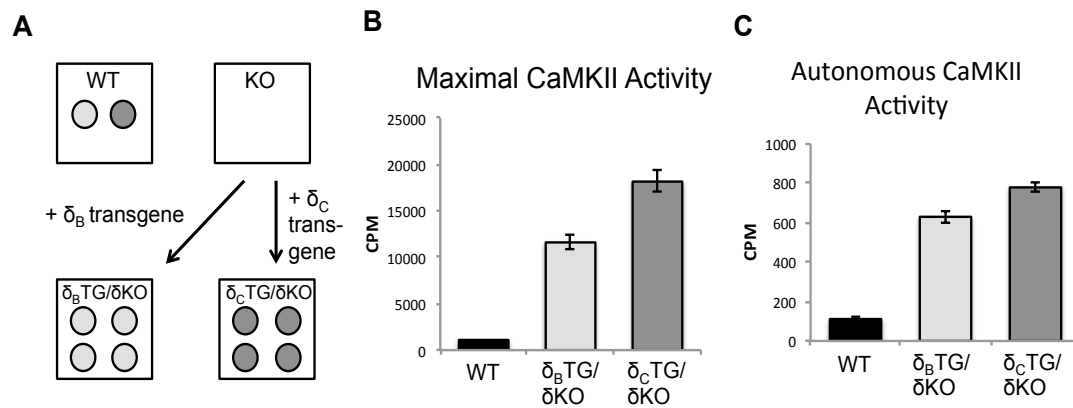 A
WT
KO
+ δB transgene
+ δC
trans-
gene
δBTG/δKO
δCTG/δKO
B
Maximal CaMKII Activity
25000
20000
15000
10000
5000
0
CPM
WT
δBTG/
δKO
δCTG/
δKO
C
Autonomous CaMKII
Activity
1000
800
600
400
200
0
CPM
WT
δBTG/
δKO
δCTG/
δKO